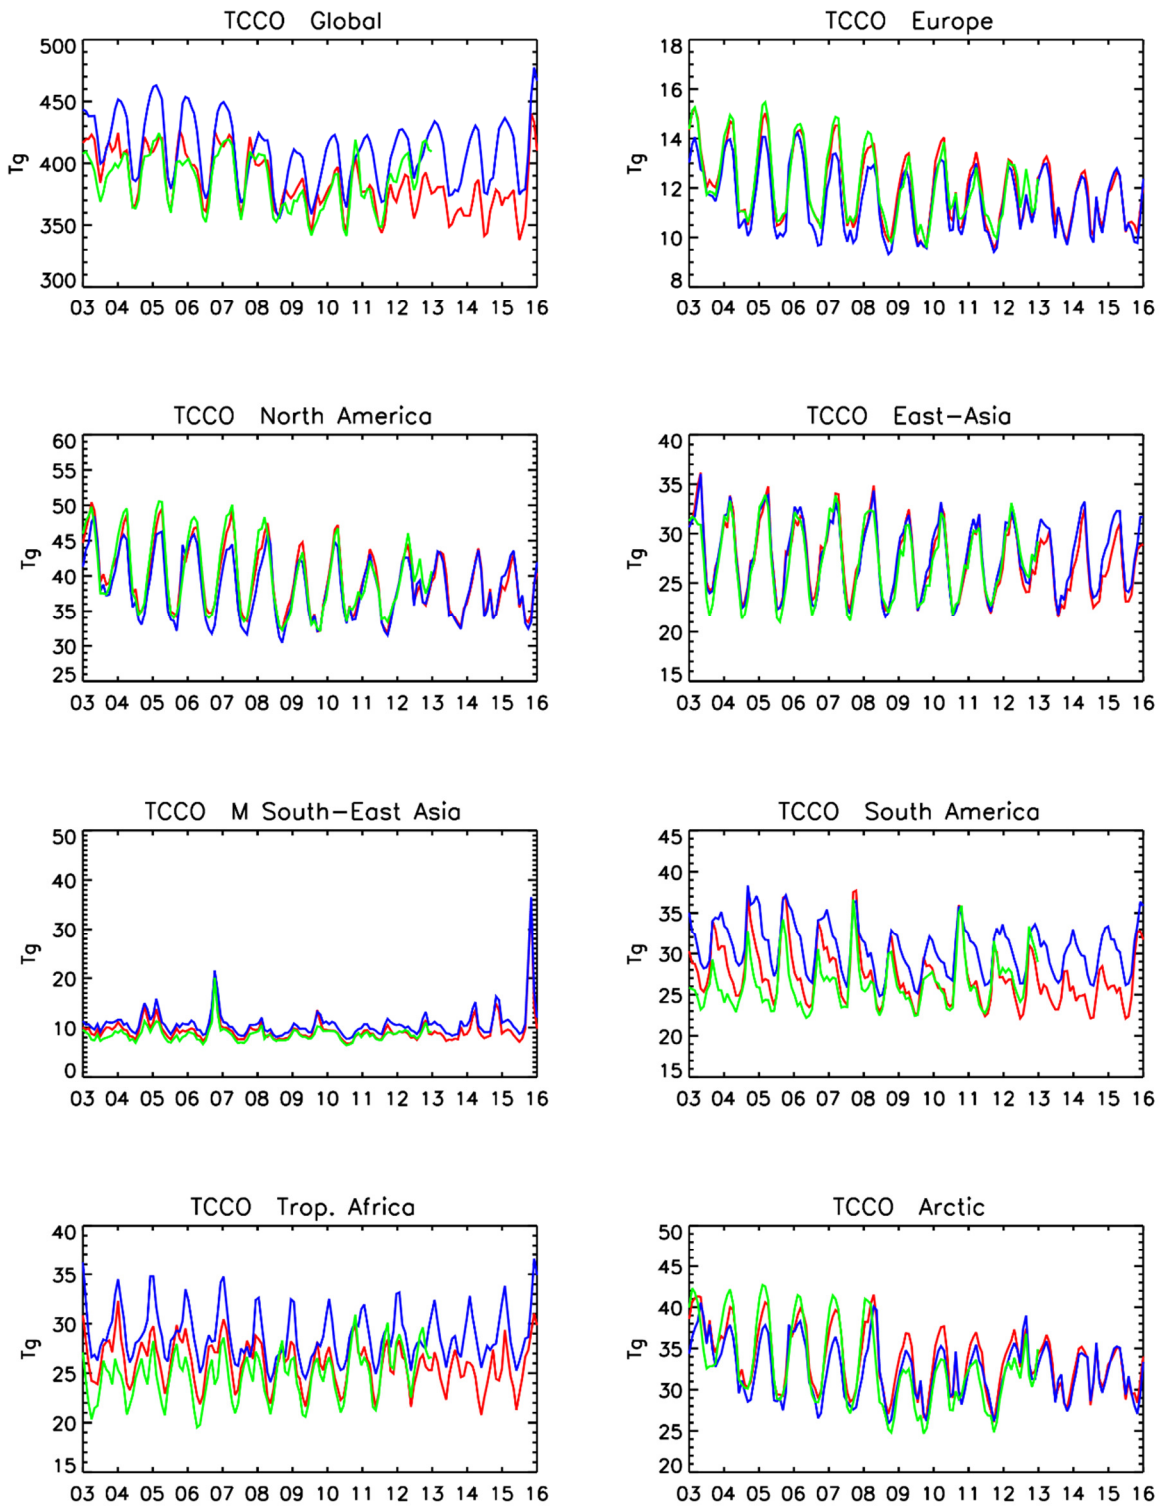 TCCO Global
500
450
400
350
300
Tg
03 04 05 06 07 08 09 10 11 12 13 14 15 16
TCCO Europe
18
16
14
12
10
8
Tg
03 04 05 06 07 08 09 10 11 12 13 14 15 16
TCCO North America
60
55
50
45
40
35
30
25
Tg
03 04 05 06 07 08 09 10 11 12 13 14 15 16
TCCO East-Asia
40
35
30
25
20
15
Tg
03 04 05 06 07 08 09 10 11 12 13 14 15 16
TCCO M South-East Asia
50
40
30
20
10
0
Tg
03 04 05 06 07 08 09 10 11 12 13 14 15 16
TCCO South America
45
40
35
30
25
20
15
Tg
03 04 05 06 07 08 09 10 11 12 13 14 15 16
TCCO Trop. Africa
40
35
30
25
20
15
Tg
03 04 05 06 07 08 09 10 11 12 13 14 15 16
TCCO Arctic
50
45
40
35
30
25
20
Tg
03 04 05 06 07 08 09 10 11 12 13 14 15 16